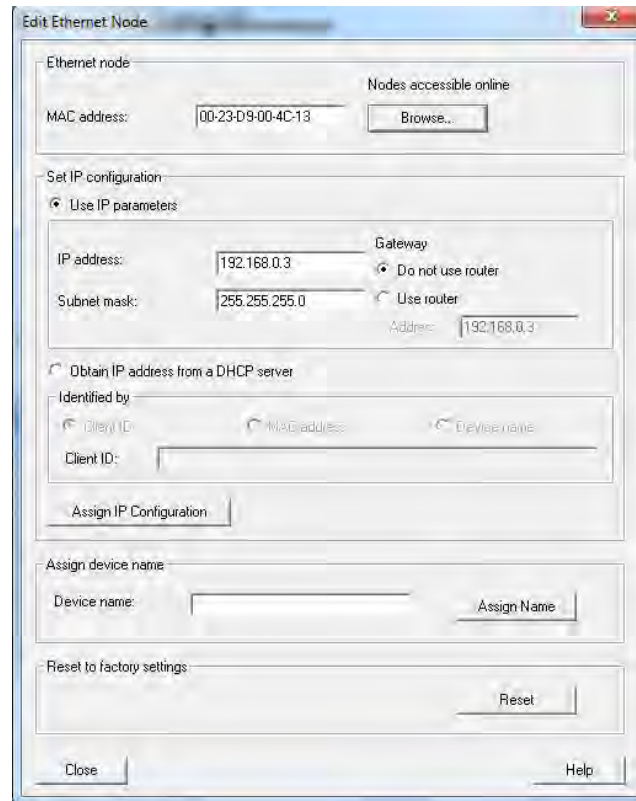 Edit Ethernet Node
Ethernet node
Nodes accessible online
MAC address: 00-23-D9-00-4C-13 Browse..
Set IP configuration
Use IP parameters
Gateway
IP address: 192.168.0.3 Do not use router
Subnet mask: 255.255.255.0 Use router
Address: 192.168.0.3
Obtain IP address from a DHCP server
Identified by
Client ID MAC address Device name
Client ID:
Assign IP Configuration
Assign device name
Device name: Assign Name
Reset to factory settings
Reset
Close Help